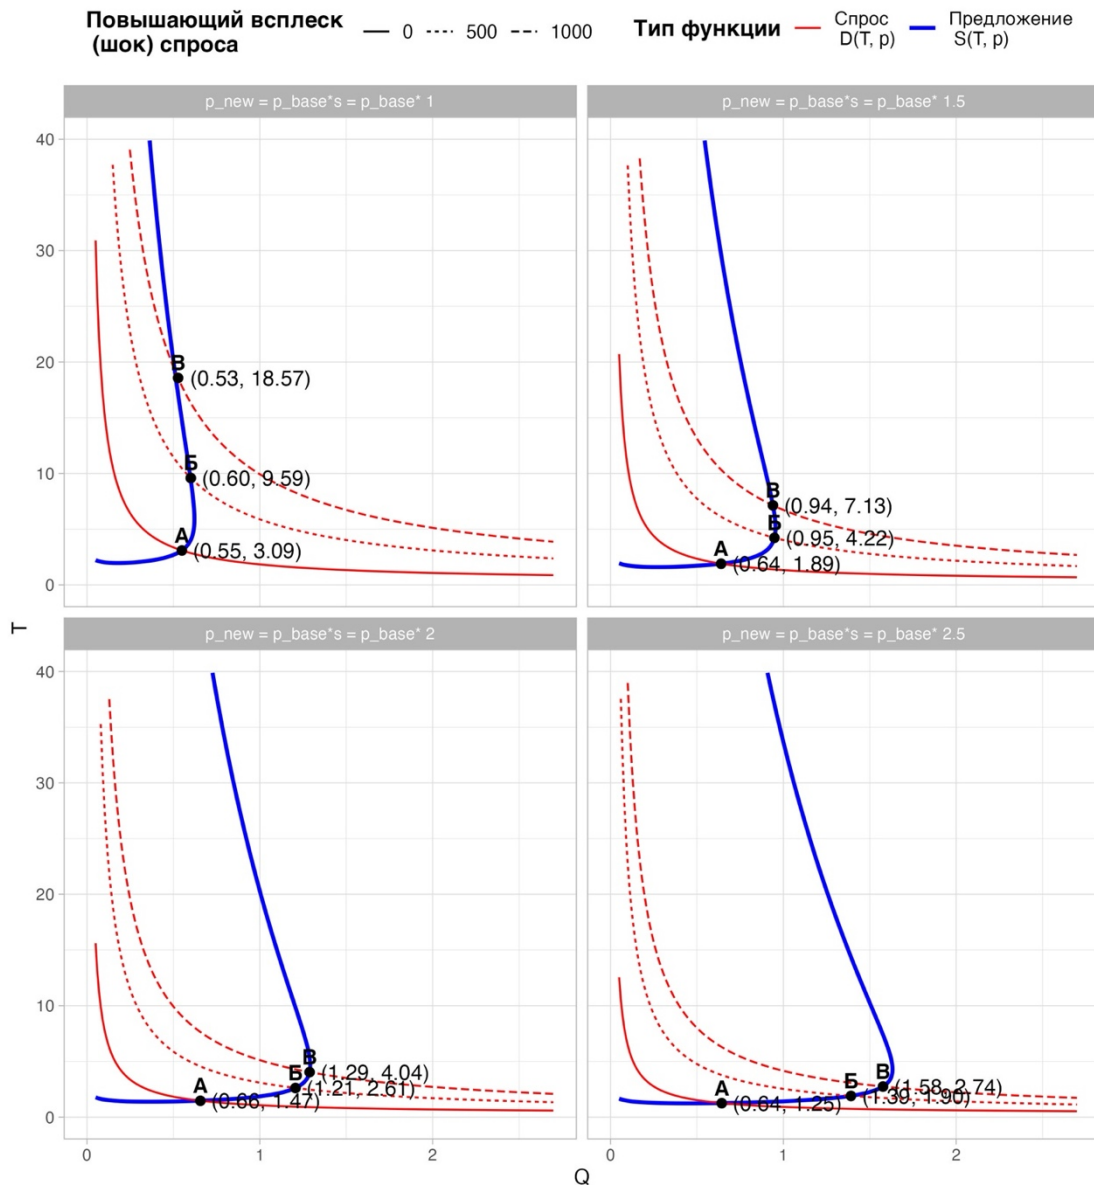 Повышающий всплеск
(шок) спроса
0
500
1000
Тип функции
Спрос
D(T, p)
Предложение
S(T, p)
p_new = p_base*s = p_base* 1
p_new = p_base*s = p_base* 1.5
40
30
20
10
0
В
(0.53, 18.57)
Б
(0.60, 9.59)
А
(0.55, 3.09)
В
(0.94, 7.13)
Б
(0.95, 4.22)
А
(0.64, 1.89)
T
p_new = p_base*s = p_base* 2
p_new = p_base*s = p_base* 2.5
40
30
20
10
0
В
(1.29, 4.04)
Б
(1.21, 2.61)
А
(0.66, 1.47)
В
(1.58, 2.74)
Б
(1.39, 1.90)
А
(0.64, 1.25)
0
1
2
0
1
2
Q